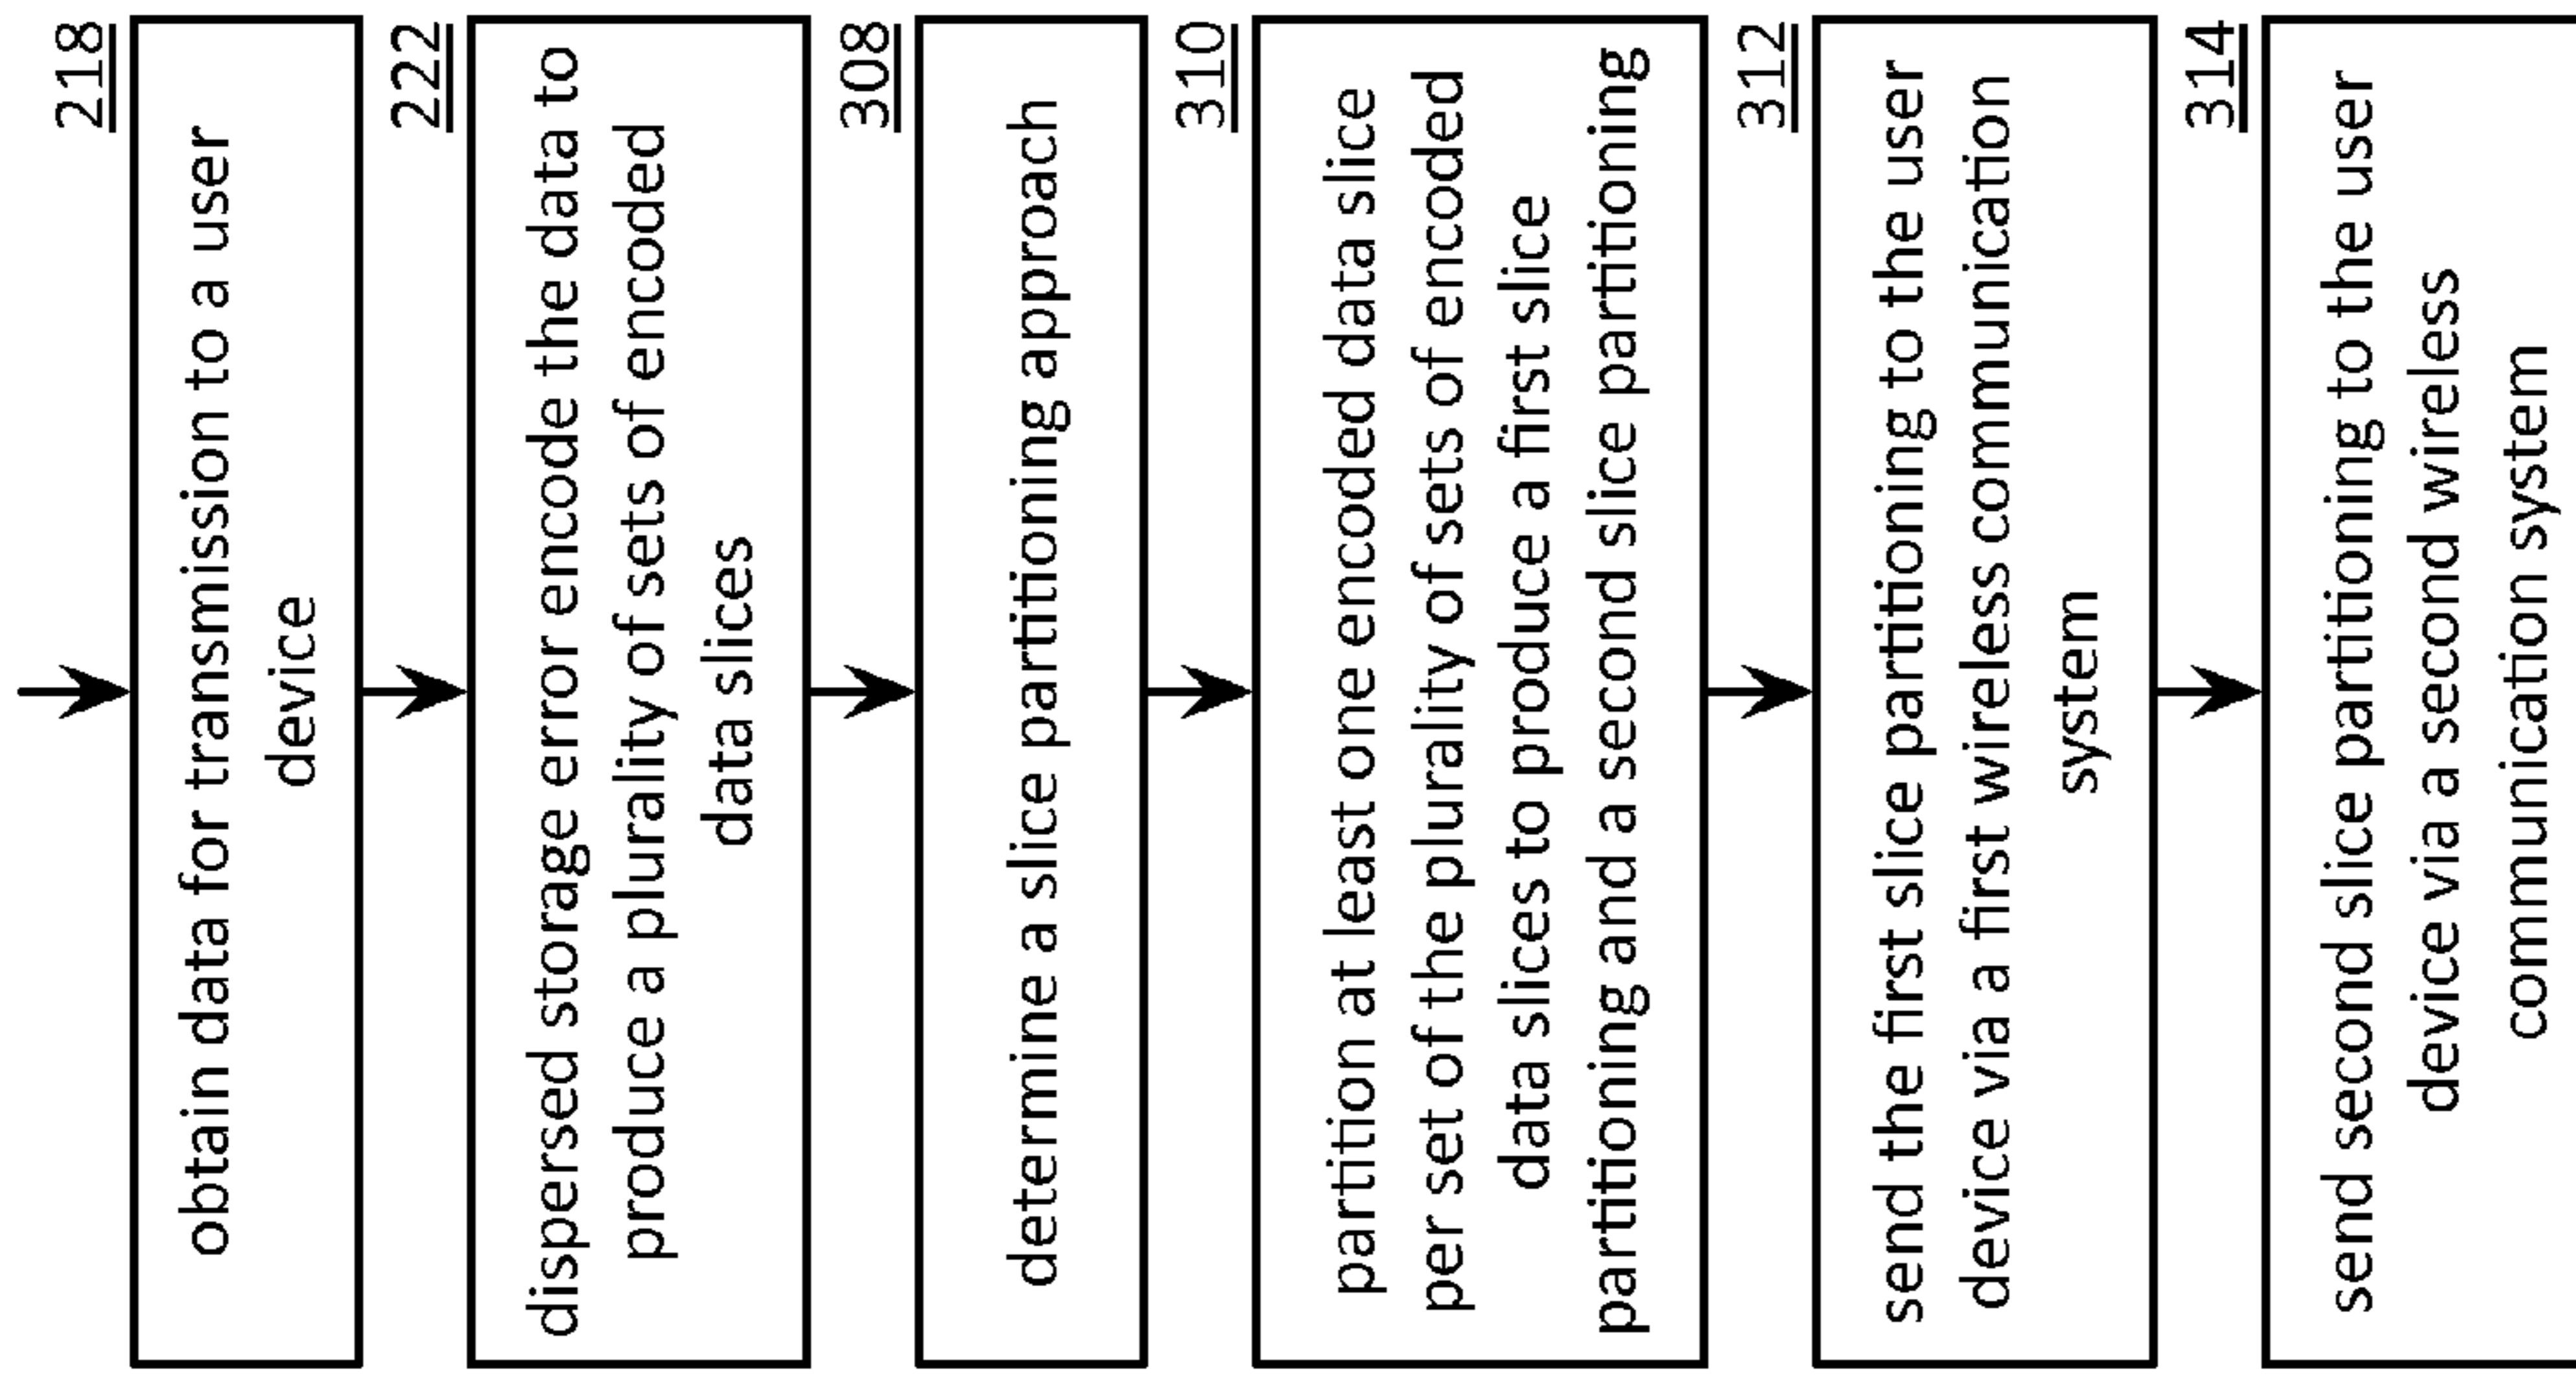 218
obtain data for transmission to a user
device
222
dispersed storage error encode the data to
produce a plurality of sets of encoded
data slices
308
determine a slice partitioning approach
310
partition at least one encoded data slice
per set of the plurality of sets of encoded
data slices to produce a first slice
partitioning and a second slice partitioning
312
send the first slice partitioning to the user
device via a first wireless communication
system
314
send second slice partitioning to the user
device via a second wireless
communication system